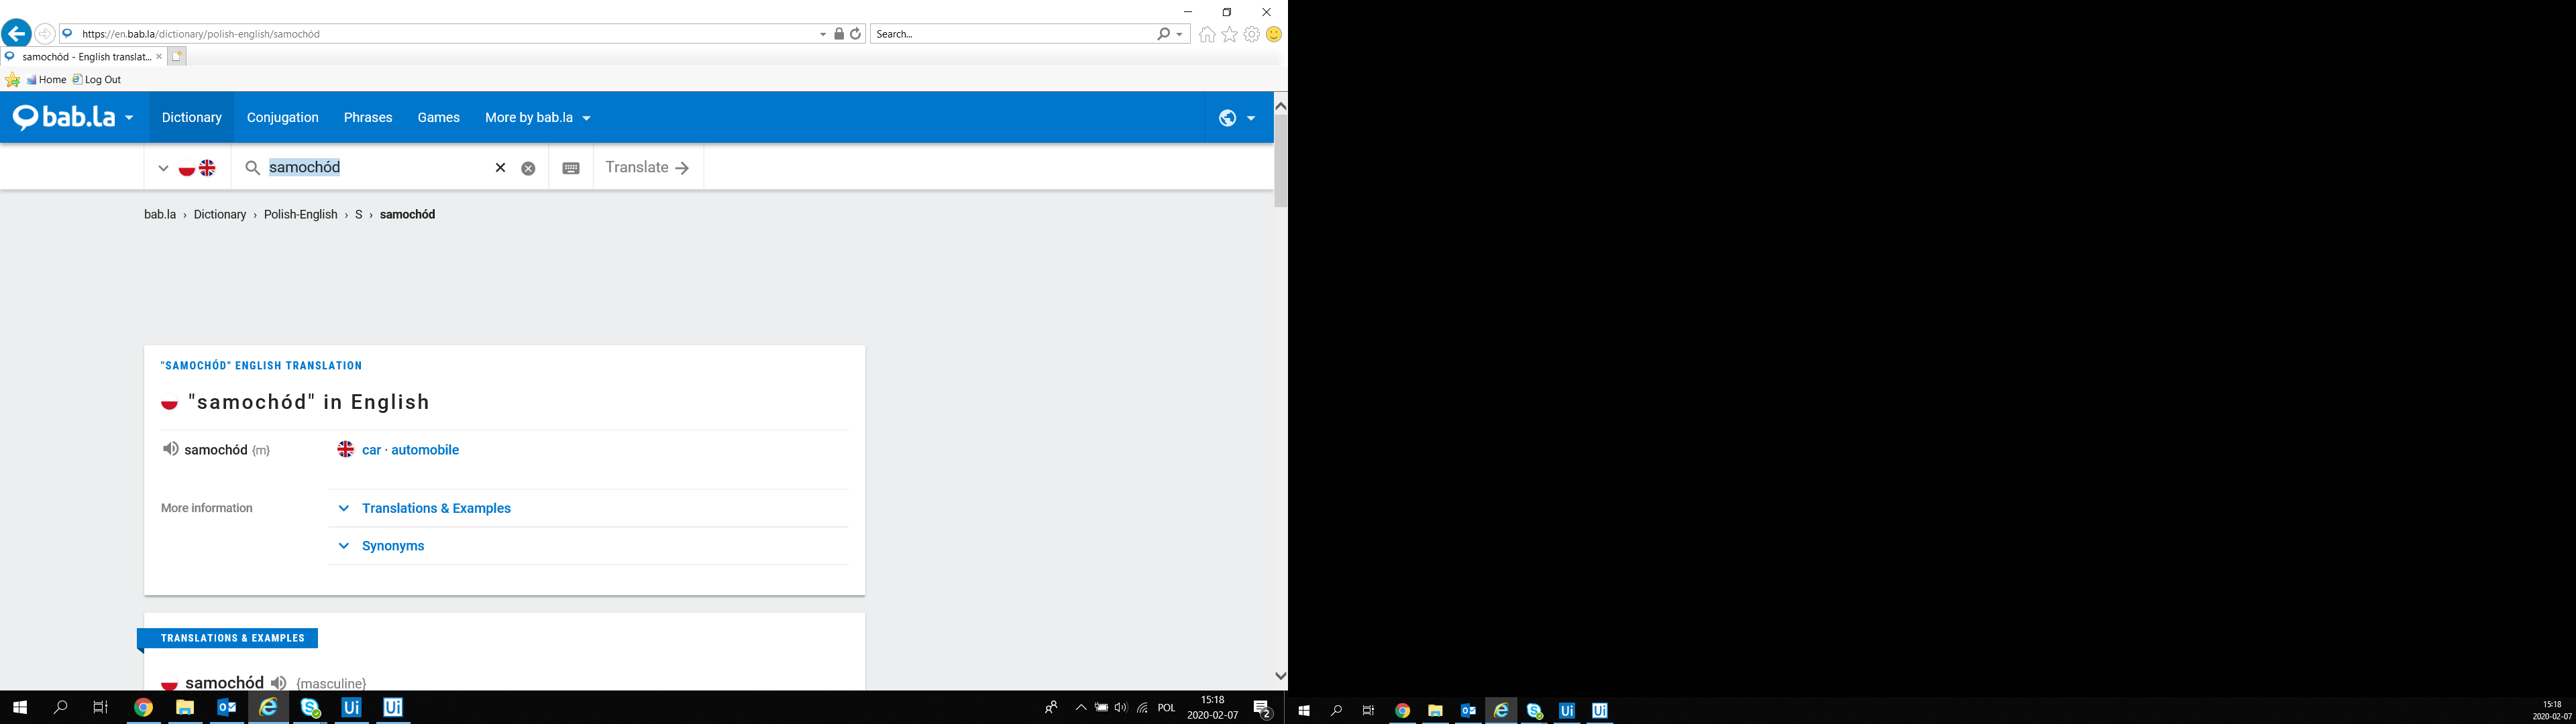 https://en.bab.la/dictionary/polish-english/samochód
Search...
samochód - English translat...
Home Log Out
bab.la Dictionary Conjugation Phrases Games More by bab.la
samochód Translate
bab.la › Dictionary › Polish-English › S › samochód
"SAMOCHÓD" ENGLISH TRANSLATION
"samochód" in English
samochód {m} car · automobile
More information Translations & Examples
Synonyms
TRANSLATIONS & EXAMPLES
samochód {masculine}
POL 15:18
2020-02-07
2
15:18
2020-02-07